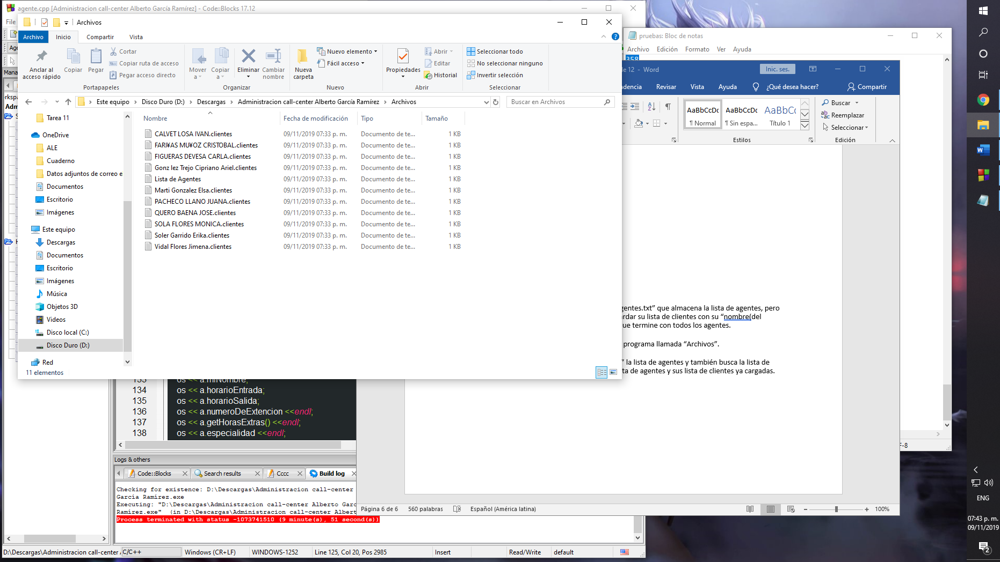 agente.cpp [Administracion call-center Alberto García Ramírez] - Code::Blocks 17.12
File
Archivos
Archivo Inicio Compartir Vista
Anclar al acceso rápido
Copiar
Pegar
Cortar
Copiar ruta de acceso
Pegar acceso directo
Portapapeles
Mover a
Copiar a
Eliminar
Cambiar nombre
Organizar
Nueva carpeta
Nuevo elemento
Fácil acceso
Nuevo
Propiedades
Abrir
Editar
Historial
Abrir
Seleccionar todo
No seleccionar ninguno
Invertir selección
Seleccionar
Este equipo > Disco Duro (D:) > Descargas > Administracion call-center Alberto García Ramírez > Archivos
Buscar en Archivos
Tarea 11
OneDrive
ALE
Cuaderno
Datos adjuntos de correo e
Documentos
Escritorio
Imágenes
Este equipo
Descargas
Documentos
Escritorio
Imágenes
Música
Objetos 3D
Videos
Disco local (C:)
Disco Duro (D:)
Red
11 elementos
Nombre Fecha de modificación Tipo Tamaño
CALVET LOSA IVAN.clientes 09/11/2019 07:33 p. m. Documento de te... 1 KB
FARI¥AS MU¥OZ CRISTOBAL.clientes 09/11/2019 07:33 p. m. Documento de te... 1 KB
FIGUERAS DEVESA CARLA.clientes 09/11/2019 07:33 p. m. Documento de te... 1 KB
Gonz lez Trejo Cipriano Ariel.clientes 09/11/2019 07:33 p. m. Documento de te... 1 KB
Lista de Agentes 09/11/2019 07:33 p. m. Documento de te... 1 KB
Marti Gonzalez Elsa.clientes 09/11/2019 07:33 p. m. Documento de te... 1 KB
PACHECO LLANO JUANA.clientes 09/11/2019 07:33 p. m. Documento de te... 1 KB
QUERO BAENA JOSE.clientes 09/11/2019 07:33 p. m. Documento de te... 1 KB
SOLA FLORES MONICA.clientes 09/11/2019 07:33 p. m. Documento de te... 1 KB
Soler Garrido Erika.clientes 09/11/2019 07:33 p. m. Documento de te... 1 KB
Vidal Flores Jimena.clientes 09/11/2019 07:33 p. m. Documento de te... 1 KB
pruebas: Bloc de notas
Archivo Edición Formato Ver Ayuda
358
de 12 - Word
Inic. ses.
dencia Revisar Vista Ayuda ¿Qué desea hacer? Compartir
AaBbCcDc AaBbCcDc AaBbCc
¶ Normal ¶ Sin espa... Título 1
Estilos
Buscar
Reemplazar
Seleccionar
Edición
gentes.txt” que almacena la lista de agentes, pero
ardar su lista de clientes con su “nombre(del
que termine con todos los agentes.
programa llamada “Archivos”.
” la lista de agentes y también busca la lista de
ta de agentes y sus lista de clientes ya cargadas.
Página 6 de 6 560 palabras Español (América latina) 100%
F-8
133 os << a.miNombre;
134 os << a.horarioEntrada;
135 os << a.horarioSalida;
136 os << a.numeroDeExtencion <<endl;
137 os << a.getHorasExtras() <<endl;
138 os << a.especialidad <<endl;
Logs & others
Code::Blocks Search results Cccc Build log
Checking for existence: D:\Descargas\Administracion call-center
García Ramírez.exe
Executing: "D:\Descargas\Administracion call-center Alberto Garc
Ramírez.exe" (in D:\Descargas\Administracion call-center Albert
Process terminated with status -1073741510 (9 minute(s), 51 second(s))
D:\Descargas\Administracion call-center A C/C++ Windows (CR+LF) WINDOWS-1252 Line 125, Col 20, Pos 2985 Insert Read/Write default
ENG
07:43 p. m.
09/11/2019
2